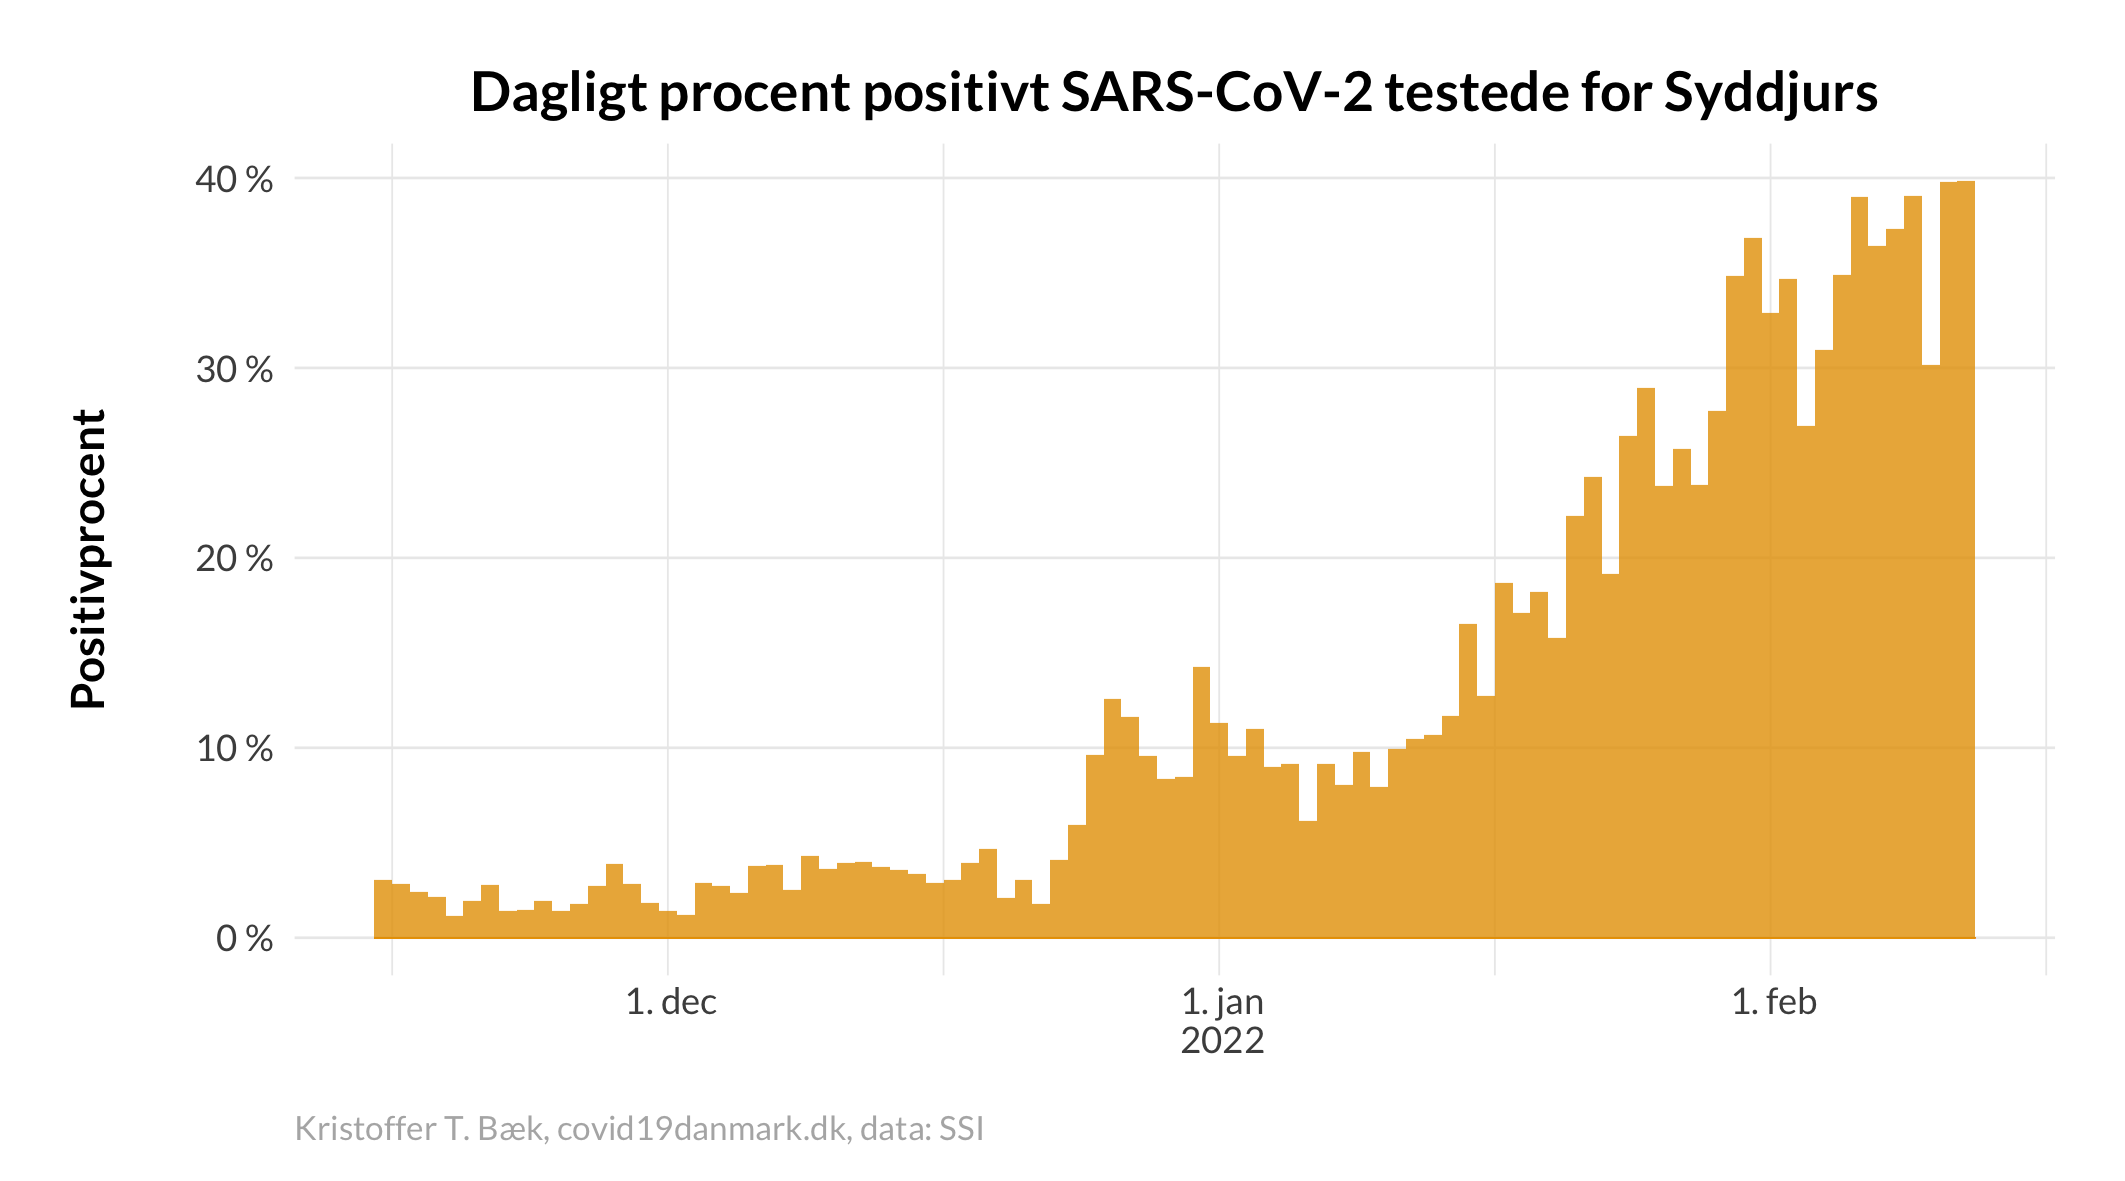 Dagligt procent positivt SARS-CoV-2 testede for Syddjurs
Positivprocent
40 %
30 %
20 %
10 %
0 %
1. dec
1. jan
2022
1. feb
Kristoffer T. Bæk, covid19danmark.dk, data: SSI